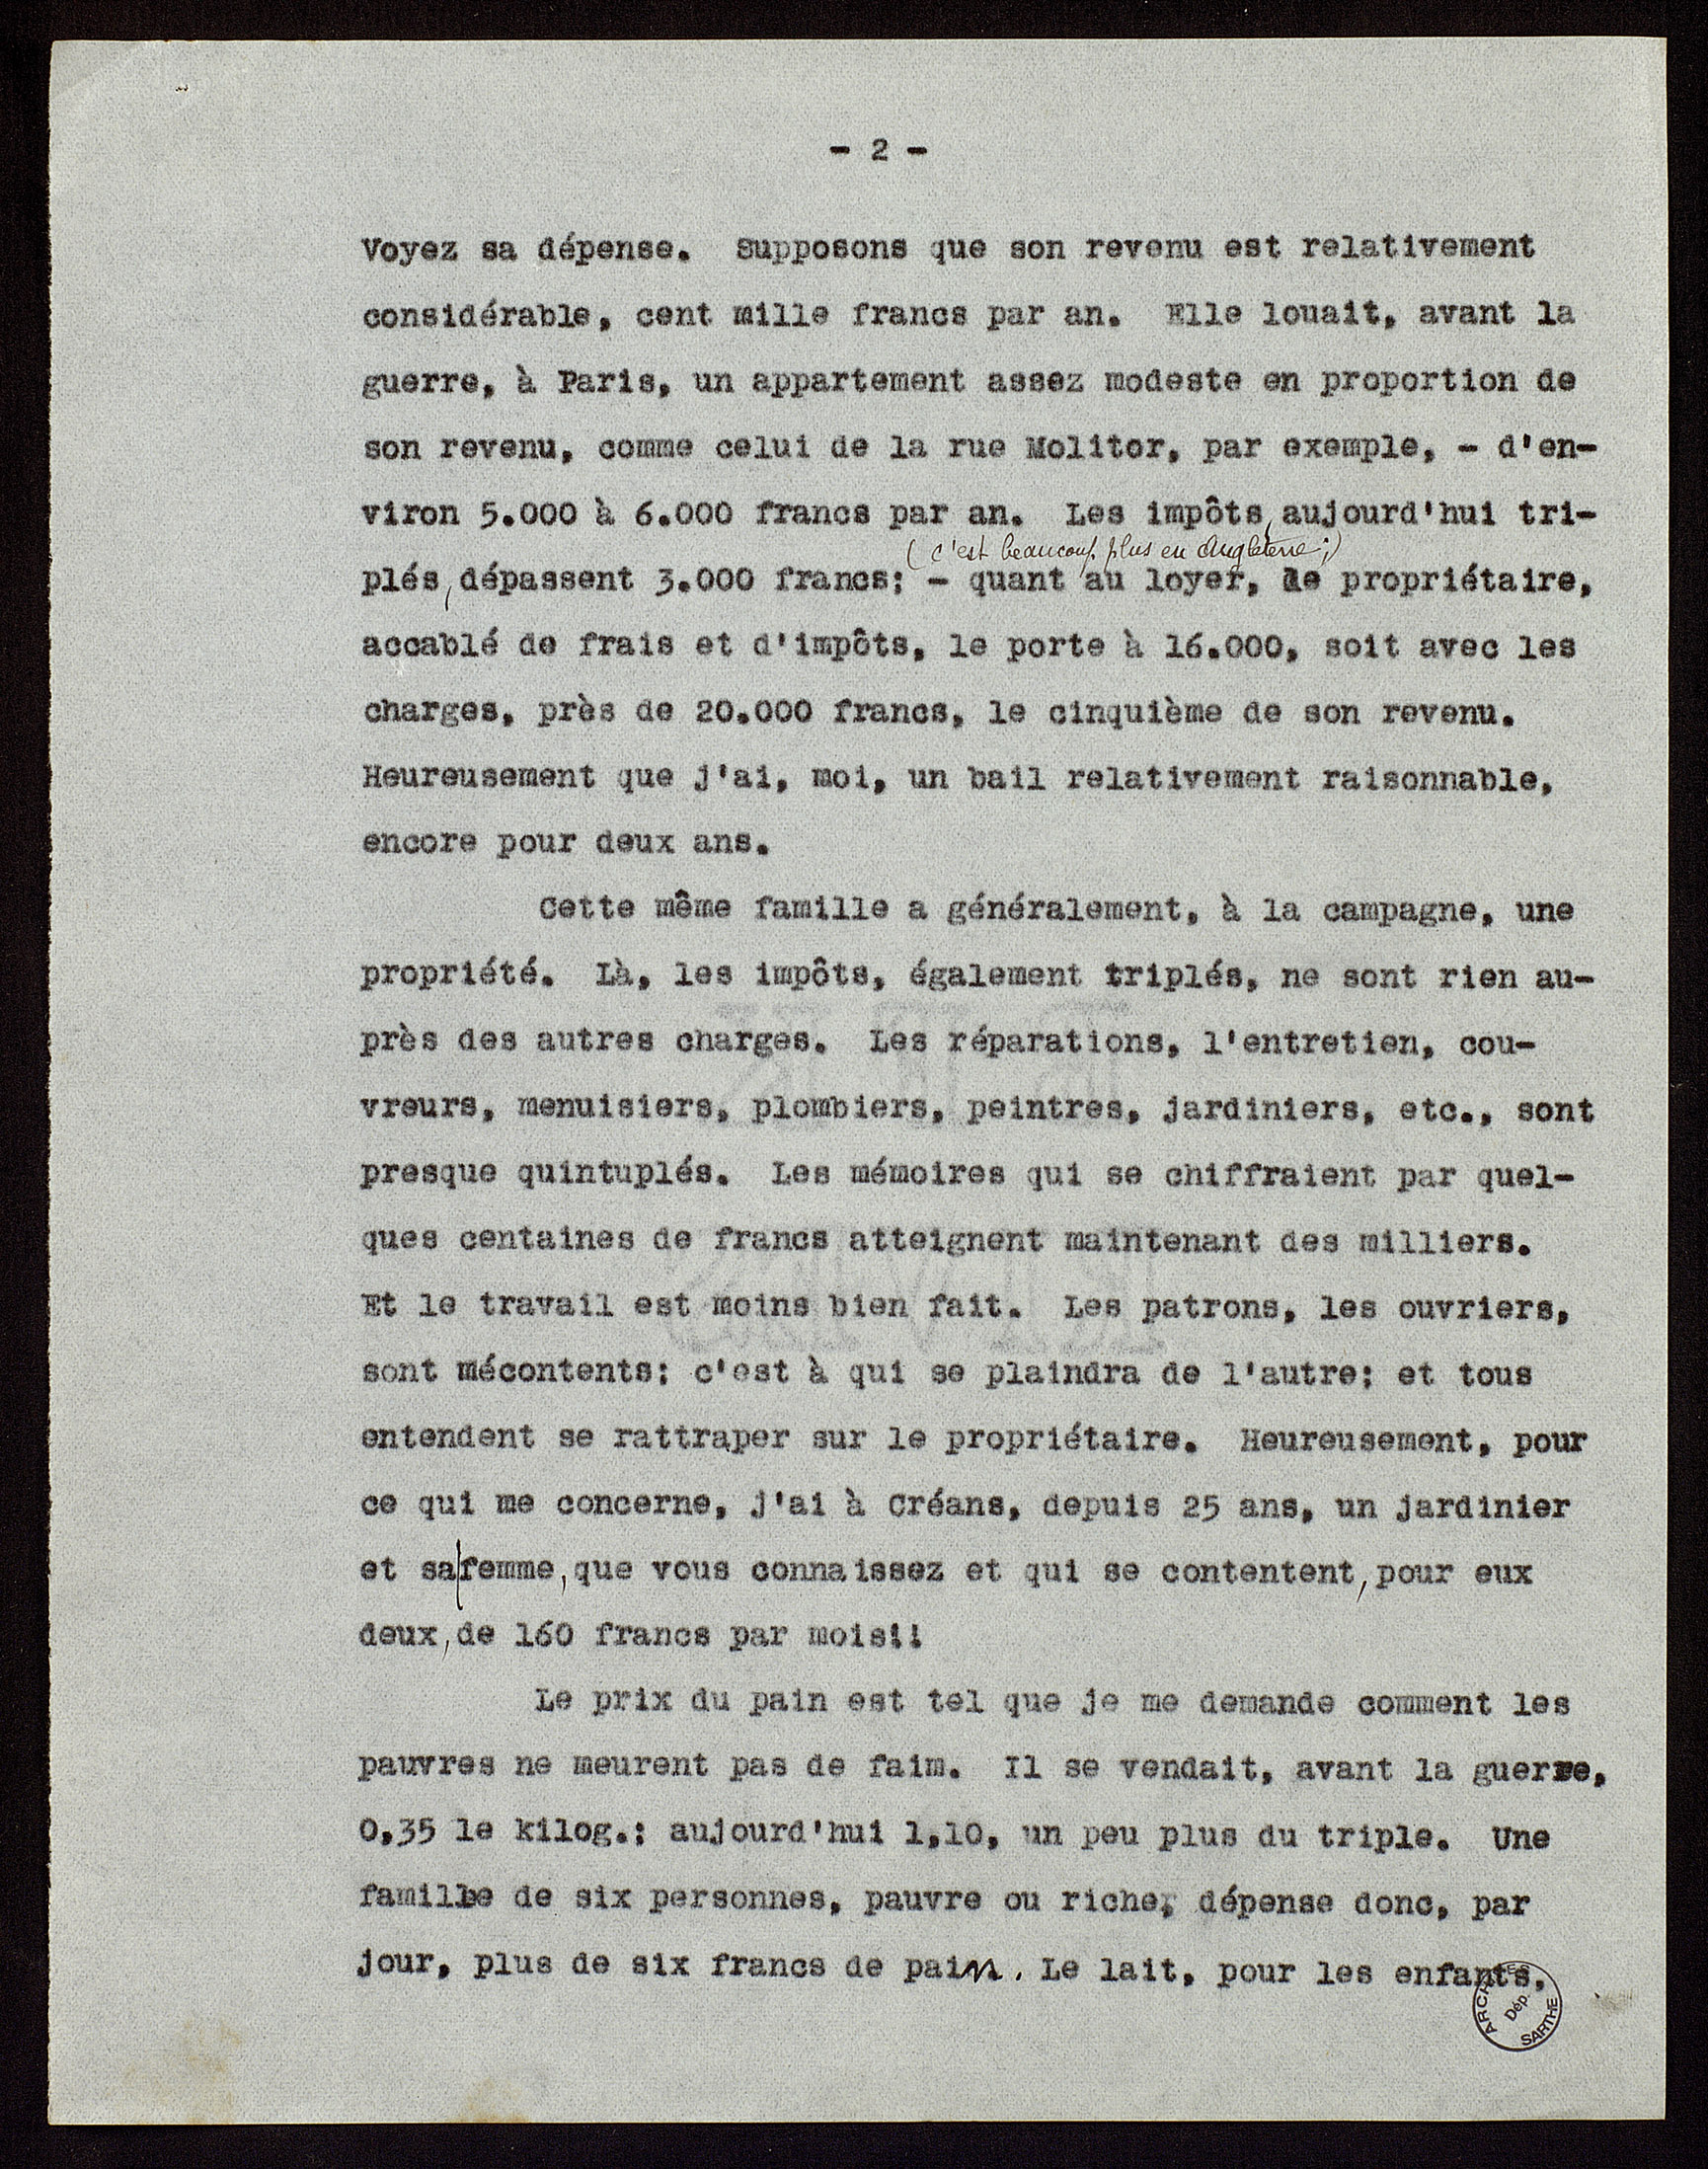 - 2 -
Voyez sa dépense. Supposons que son revenu est relativement
considérable, cent mille francs par an. Elle louait, avant la
guerre, à Paris, un appartement assez modeste en proportion de
son revenu, comme celui de la rue Molitor, par exemple, - d'en-
viron 5.000 à 6.000 francs par an. Les impôts, aujourd'hui tri-
(c'est beaucoup plus en Angleterre;)
plés, dépassent 3.000 francs; - quant au loyer, le propriétaire,
accablé de frais et d'impôts, le porte à 16.000, soit avec les
charges, près de 20.000 francs, le cinquième de son revenu.
Heureusement que j'ai, moi, un bail relativement raisonnable,
encore pour deux ans.
Cette même famille a généralement, à la campagne, une
propriété. Là, les impôts, également triplés, ne sont rien au-
près des autres charges. Les réparations, l'entretien, cou-
vreurs, menuisiers, plombiers, peintres, jardiniers, etc., sont
presque quintuplés. Les mémoires qui se chiffraient par quel-
ques centaines de francs atteignent maintenant des milliers.
Et le travail est moins bien fait. Les patrons, les ouvriers,
sont mécontents; c'est à qui se plaindra de l'autre; et tous
entendent se rattraper sur le propriétaire. Heureusement, pour
ce qui me concerne, j'ai à Créans, depuis 25 ans, un jardinier
et sa|femme, que vous connaissez et qui se contentent, pour eux
deux, de 160 francs par mois!!
Le prix du pain est tel que je me demande comment les
pauvres ne meurent pas de faim. Il se vendait, avant la guerre,
0,35 le kilog.; aujourd'hui 1,10, un peu plus du triple. Une
famille de six personnes, pauvre ou riche, dépense donc, par
jour, plus de six francs de pain. Le lait, pour les enfants,
ARCHIVES
Dép.
SARTHE